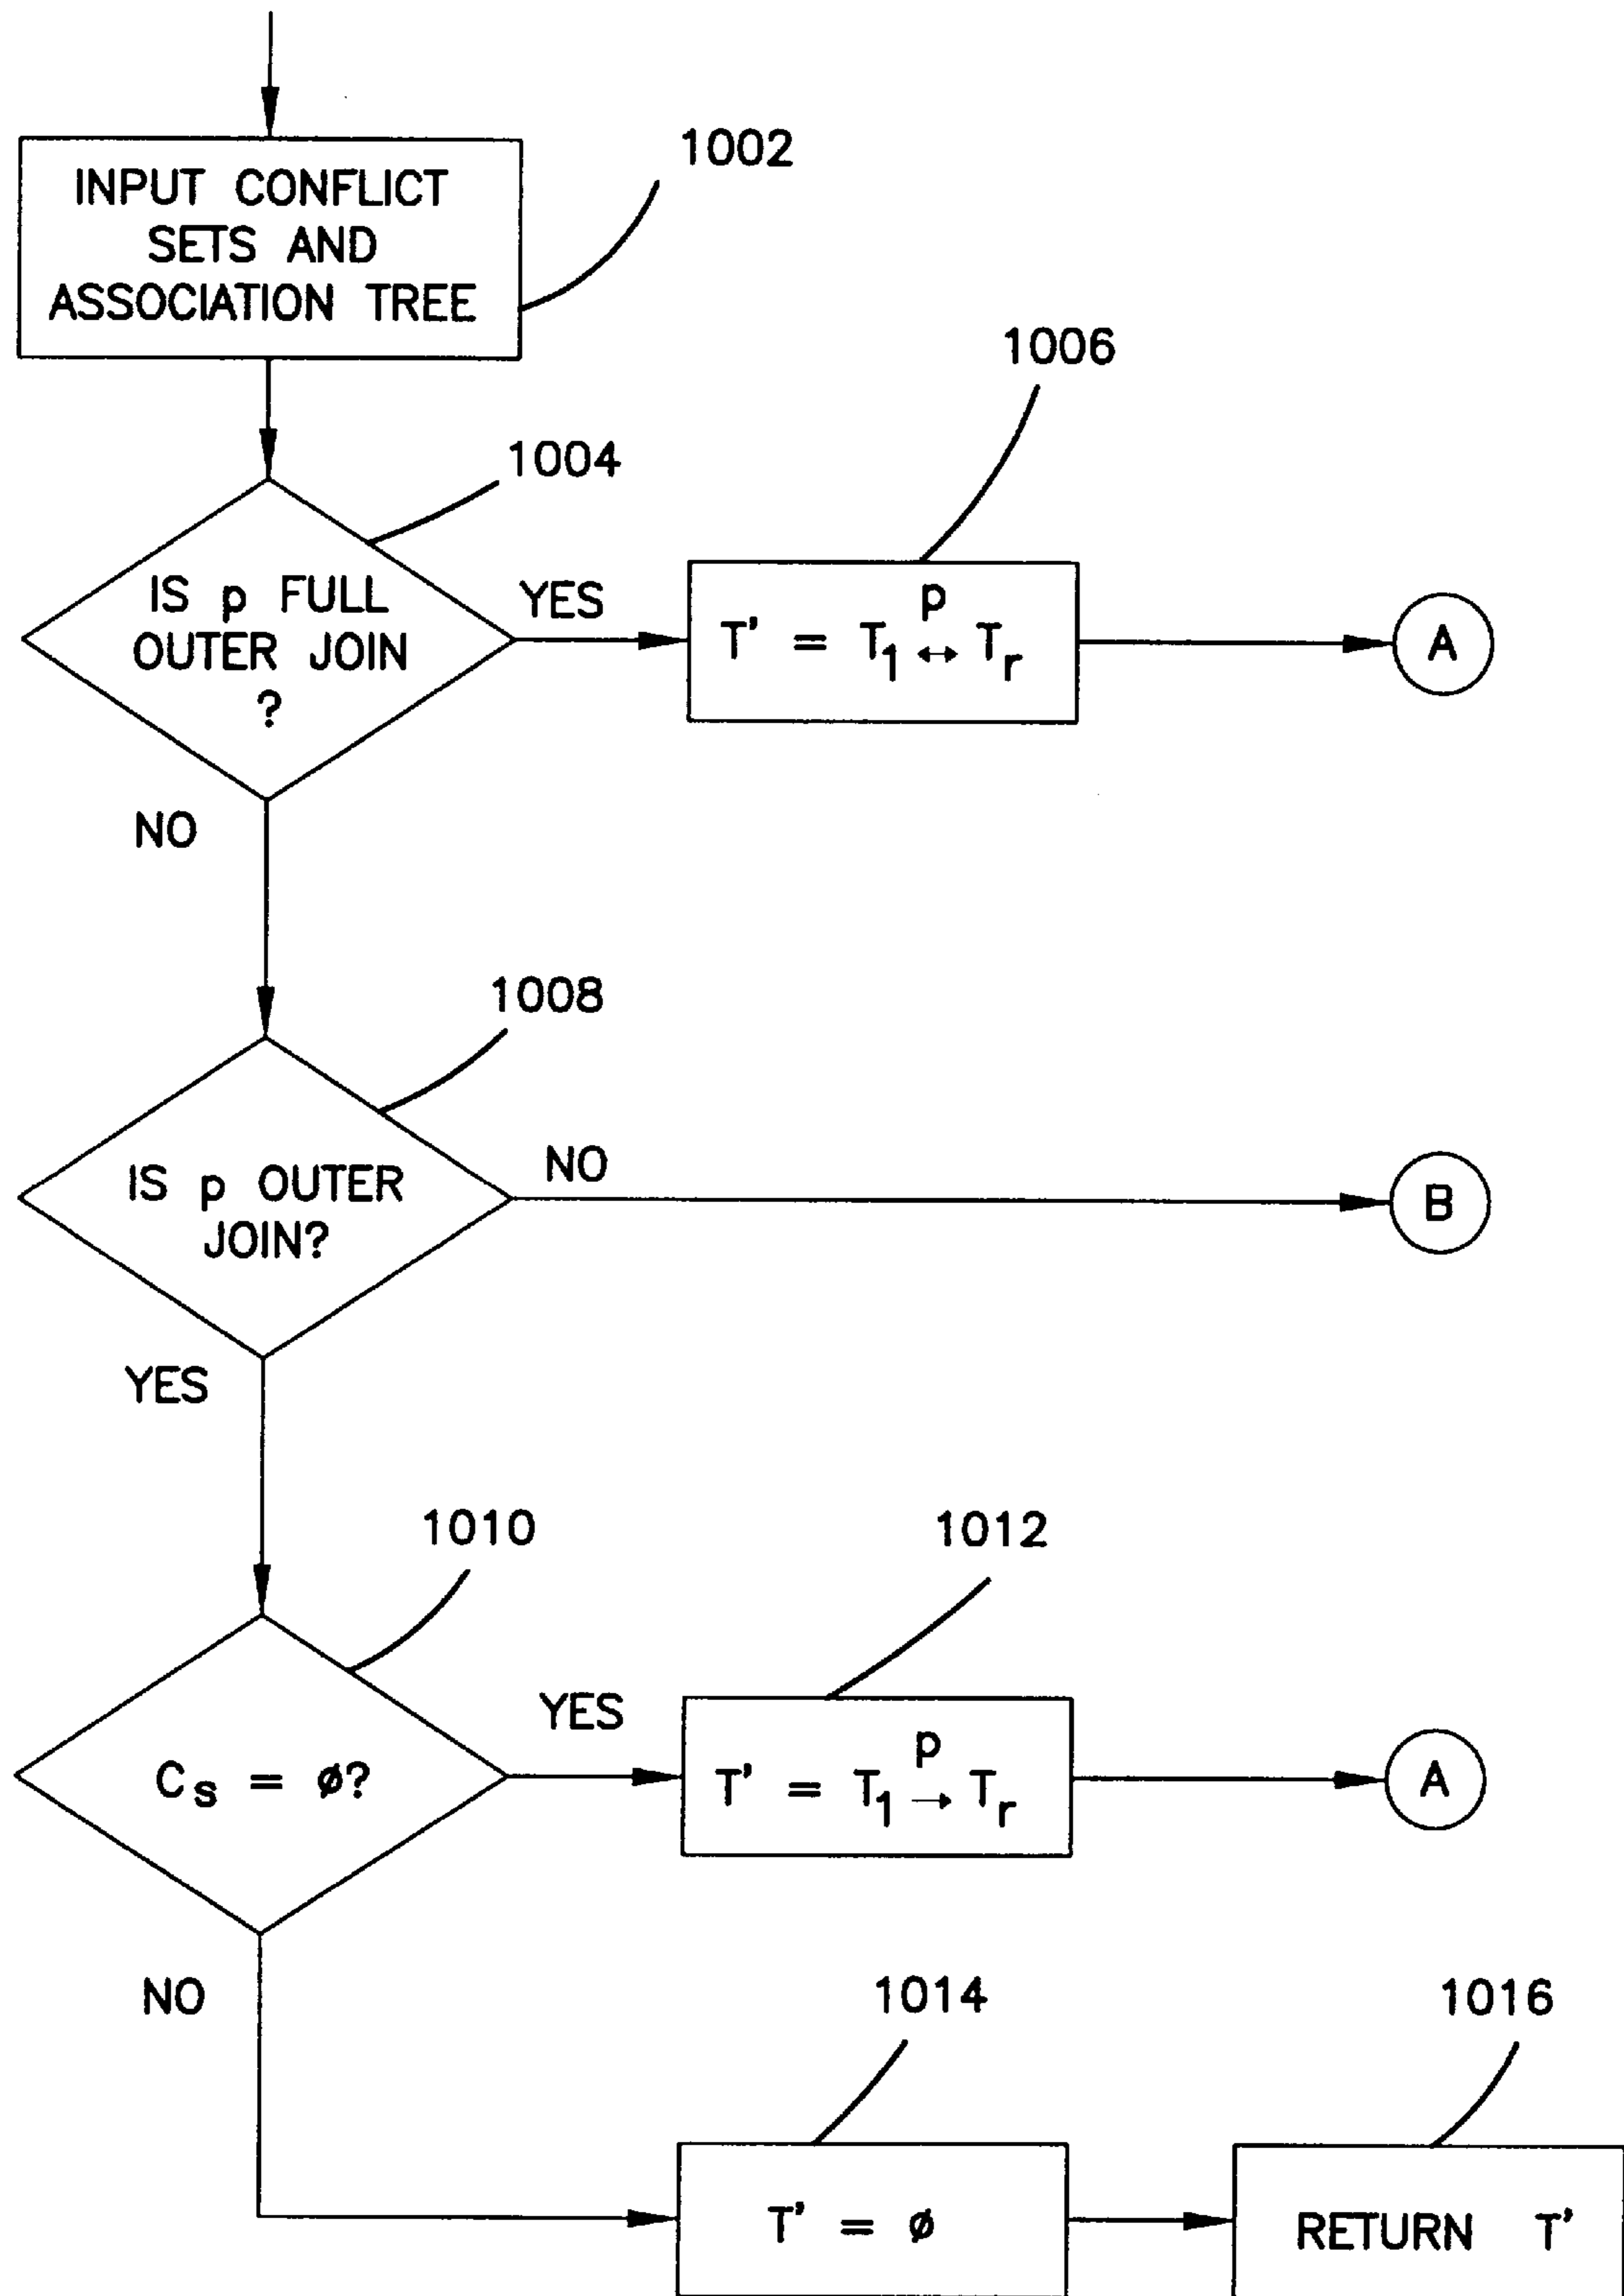 1002
INPUT CONFLICT
SETS AND
ASSOCIATION TREE
1006
1004
IS p FULL
OUTER JOIN
?
YES
p
T' = T1 ↔ Tr
A
NO
1008
IS p OUTER
JOIN?
NO
B
YES
1010
1012
Cs = ø?
YES
p
T' = T1 → Tr
A
NO
1014
1016
T' = ø
RETURN T'